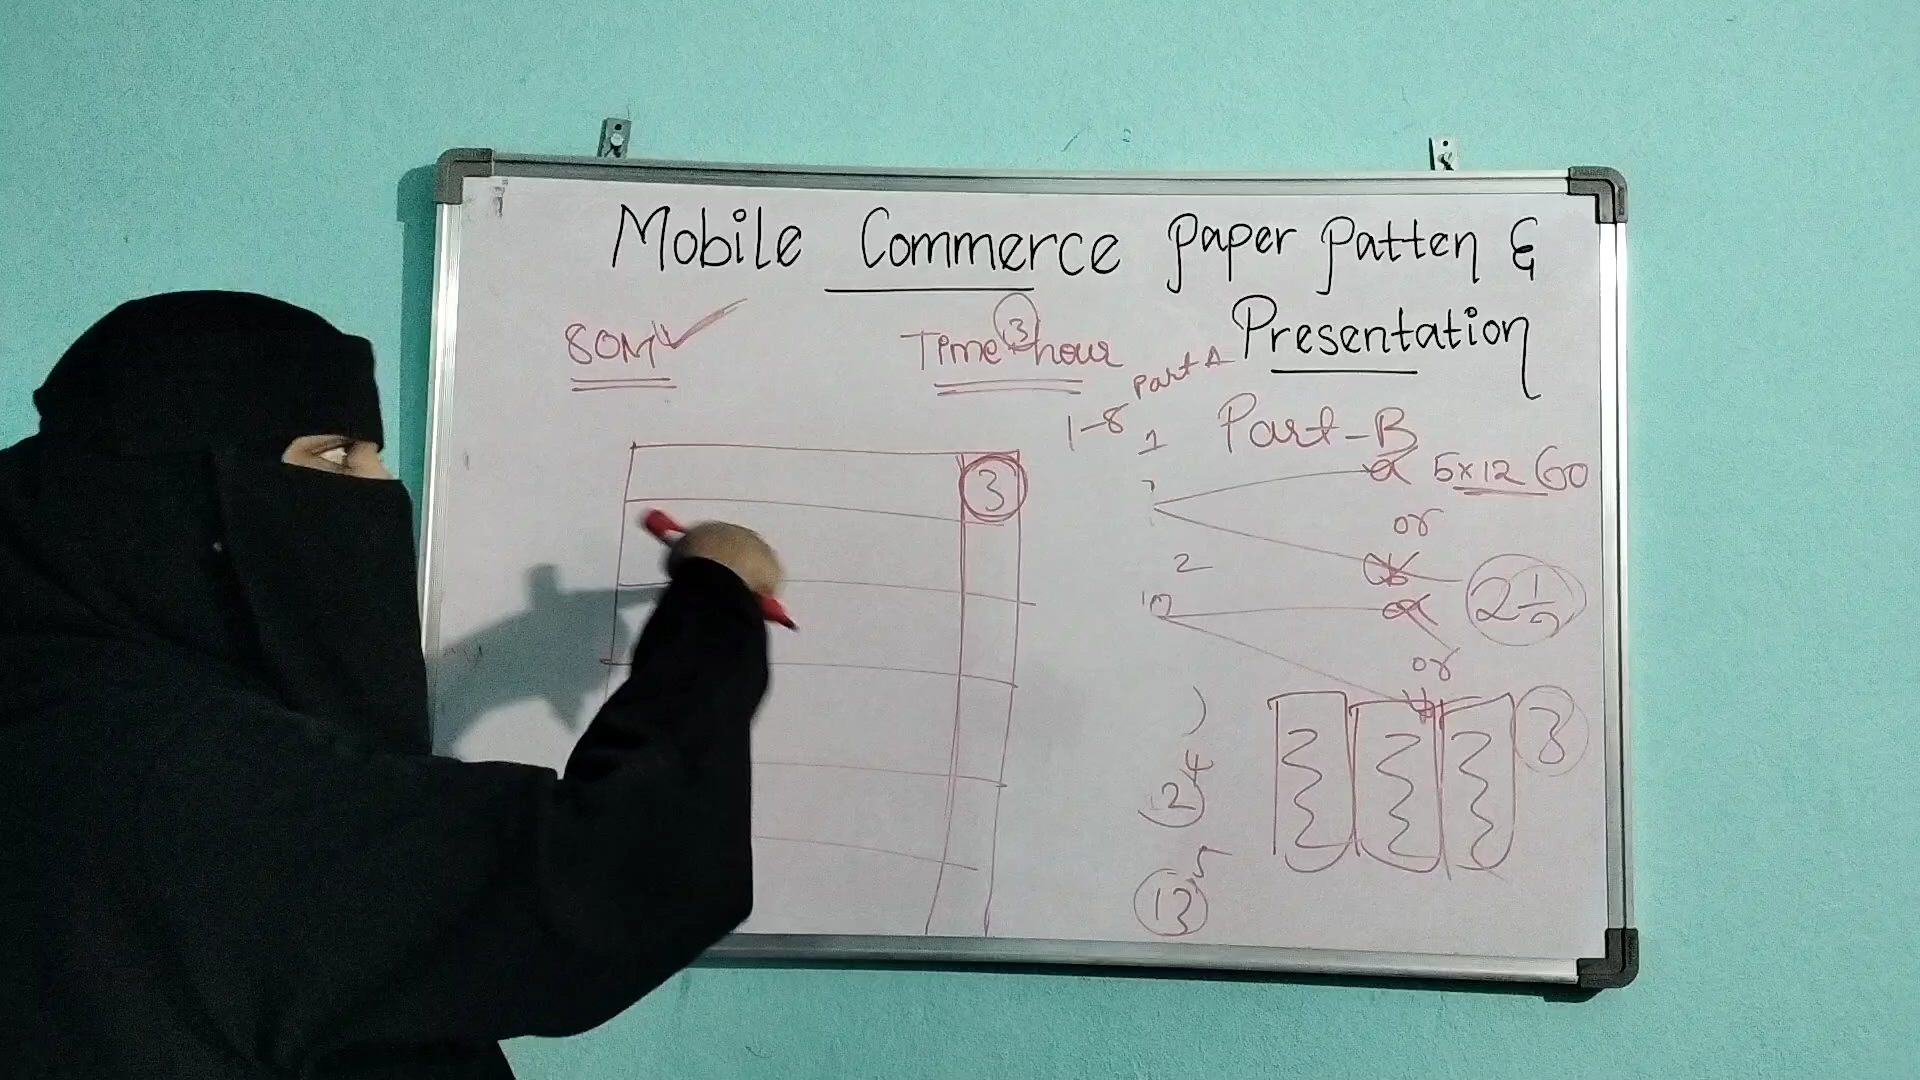 Mobile Commerce Paper Patten &
Presentation
80M
Time 3 hour
Part A
1-8
1
Part-B
a 5x12 60
or
2
b
a
2 1/2
or
3
3
12 4
13 5